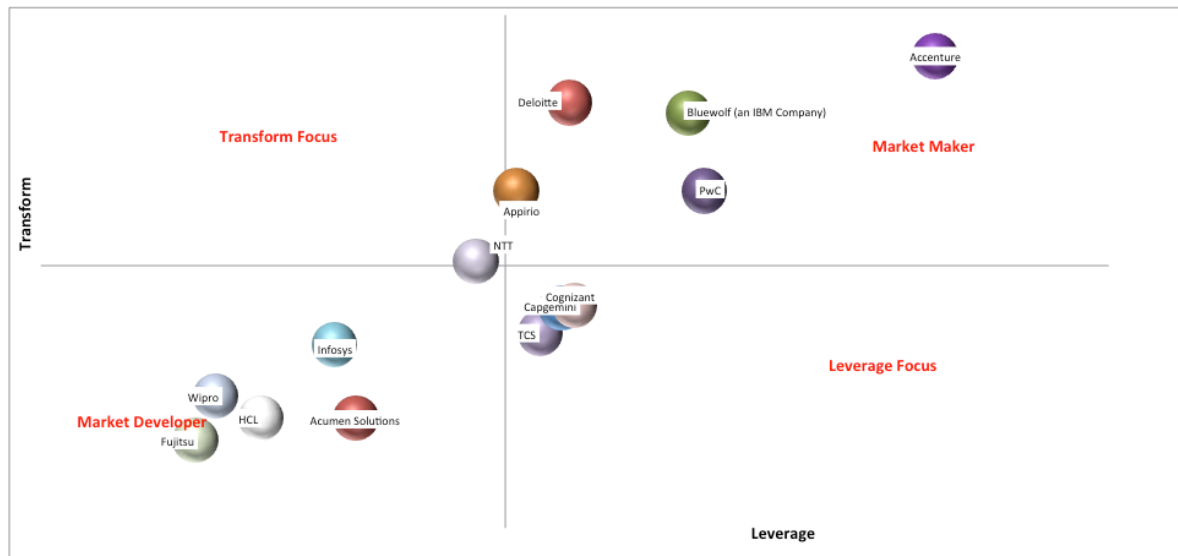 Accenture
Deloitte
Bluewolf (an IBM Company)
Transform Focus
Market Maker
PwC
Appirio
Transform
NTT
Cognizant
Capgemini
TCS
Infosys
Leverage Focus
Wipro
Market Developer
HCL
Acumen Solutions
Fujitsu
Leverage